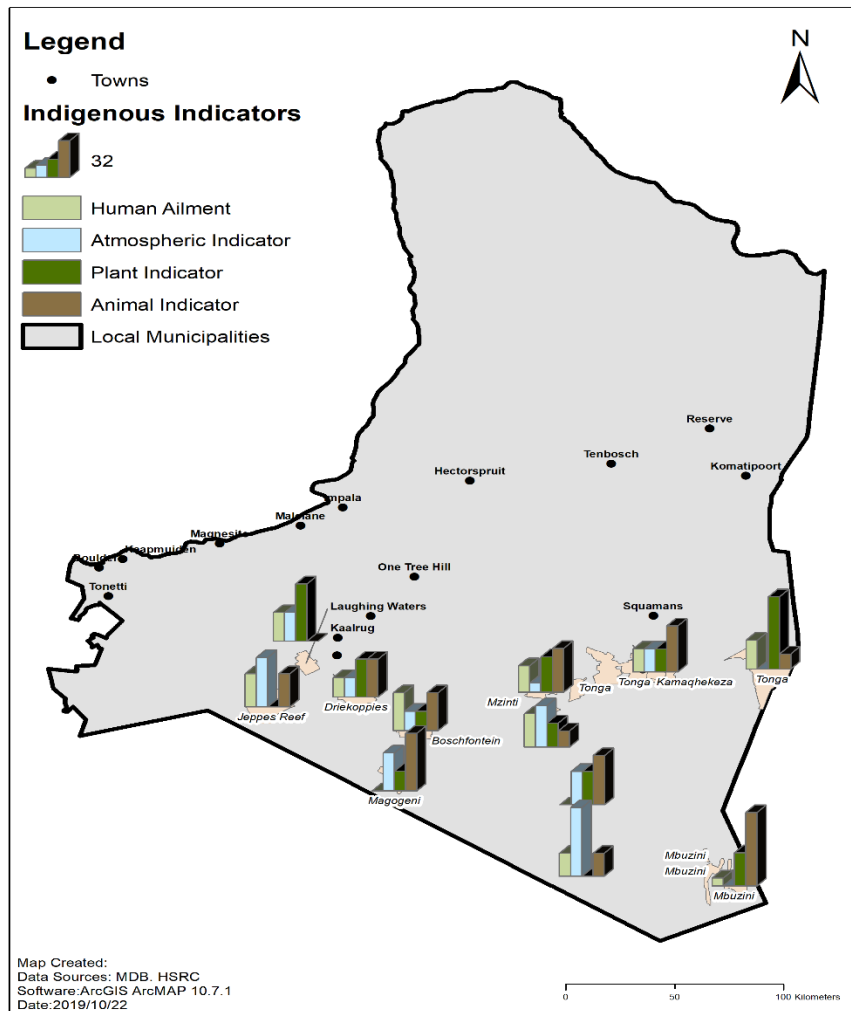 Legend
Towns
Indigenous Indicators
32
Human Ailment
Atmospheric Indicator
Plant Indicator
Animal Indicator
Local Municipalities
N
Reserve
Tenbosch
Komatipoort
Hectorspruit
Impala
Malelane
Magnesite
Kaapmuiden
Boulders
Tonetti
One Tree Hill
Laughing Waters
Kaalrug
Squamans
Jeppes Reef
Driekoppies
Boschfontein
Magogeni
Mzinti
Tonga
Tonga Kamaqhekeza
Tonga
Mbuzini
Mbuzini
Mbuzini
Map Created:
Data Sources: MDB. HSRC
Software:ArcGIS ArcMAP 10.7.1
Date:2019/10/22
0 50 100 Kilometers